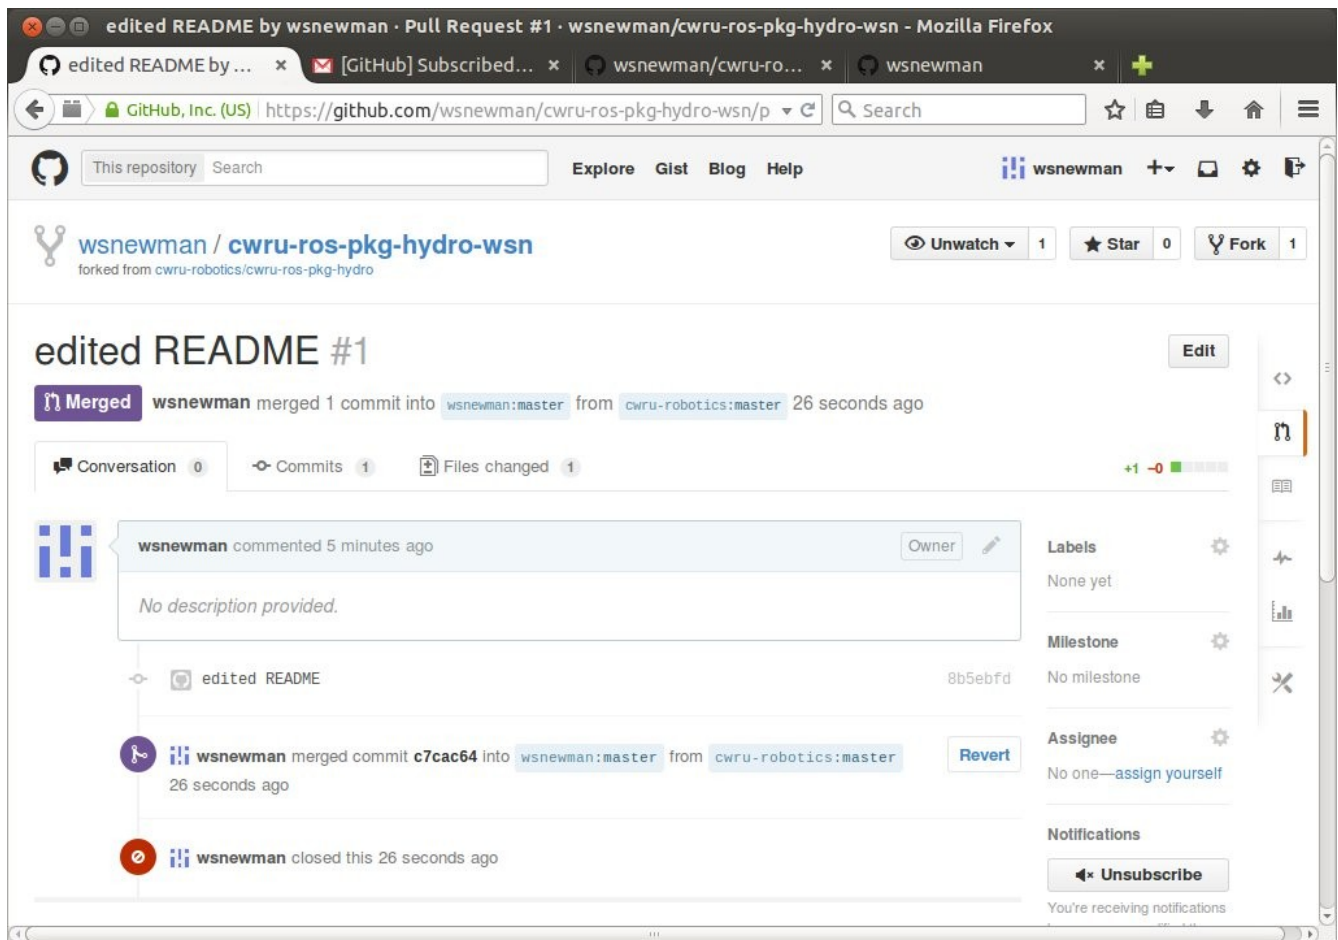 edited README by wsnewman · Pull Request #1 · wsnewman/cwru-ros-pkg-hydro-wsn - Mozilla Firefox
edited README by ... × [GitHub] Subscribed... × wsnewman/cwru-ro... × wsnewman ×
GitHub, Inc. (US) https://github.com/wsnewman/cwru-ros-pkg-hydro-wsn/p Search
This repository Search Explore Gist Blog Help wsnewman
wsnewman / cwru-ros-pkg-hydro-wsn Unwatch 1 Star 0 Fork 1
forked from cwru-robotics/cwru-ros-pkg-hydro
edited README #1 Edit
Merged wsnewman merged 1 commit into wsnewman:master from cwru-robotics:master 26 seconds ago
Conversation 0 Commits 1 Files changed 1 +1 −0
wsnewman commented 5 minutes ago Owner
No description provided.
Labels
None yet
edited README 8b5ebfd
Milestone
No milestone
wsnewman merged commit c7cac64 into wsnewman:master from cwru-robotics:master Revert
26 seconds ago
Assignee
No one—assign yourself
wsnewman closed this 26 seconds ago
Notifications
Unsubscribe
You're receiving notifications